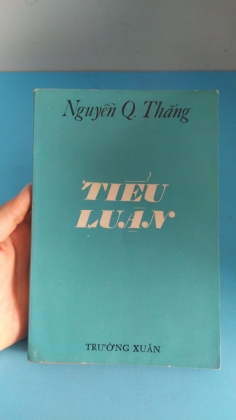 Nguyễn Q. Thắng
TIỂU
LUẬN
TRƯỜNG XUÂN